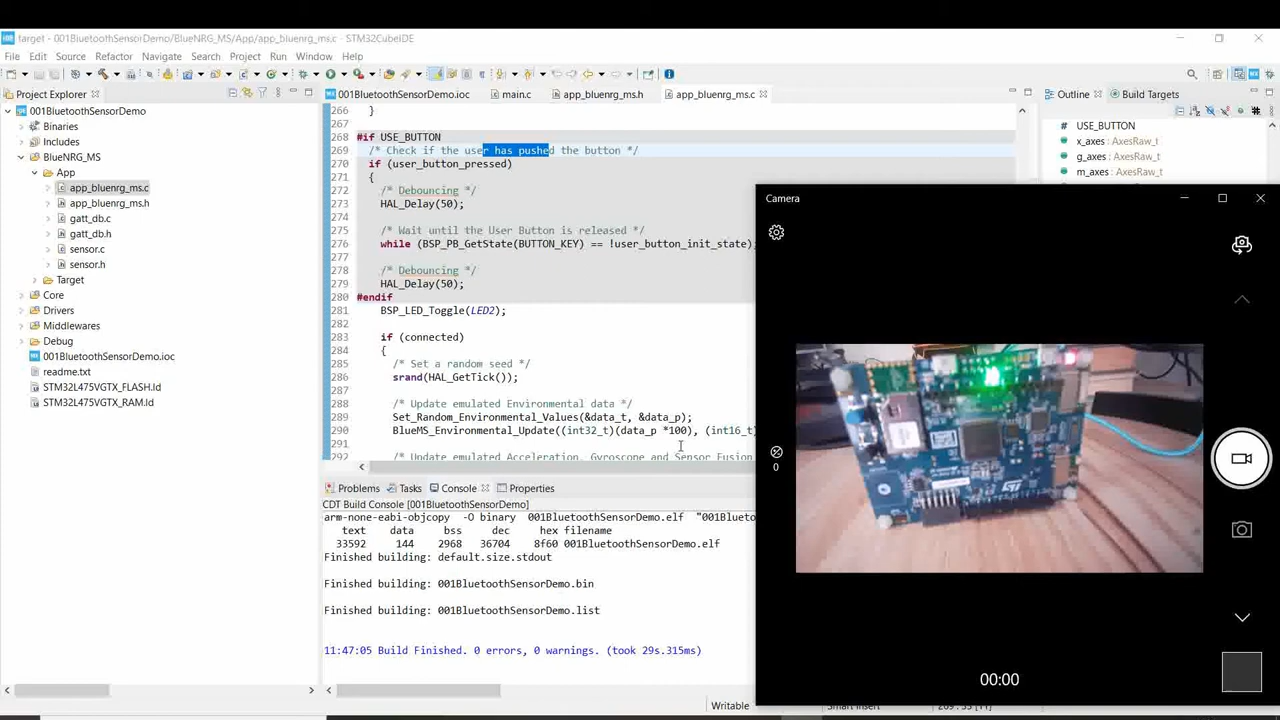 target - 001BluetoothSensorDemo/BlueNRG_MS/App/app_bluenrg_ms.c - STM32CubeIDE
File Edit Source Refactor Navigate Search Project Run Window Help
Project Explorer
001BluetoothSensorDemo
Binaries
Includes
BlueNRG_MS
App
app_bluenrg_ms.c
app_bluenrg_ms.h
gatt_db.c
gatt_db.h
sensor.c
sensor.h
Target
Core
Drivers
Middlewares
Debug
001BluetoothSensorDemo.ioc
readme.txt
STM32L475VGTX_FLASH.ld
STM32L475VGTX_RAM.ld
001BluetoothSensorDemo.ioc main.c app_bluenrg_ms.h app_bluenrg_ms.c
266 }
267
268 #if USE_BUTTON
269 /* Check if the user has pushed the button */
270 if (user_button_pressed)
271 {
272 /* Debouncing */
273 HAL_Delay(50);
274
275 /* Wait until the User Button is released */
276 while (BSP_PB_GetState(BUTTON_KEY) == !user_button_init_state);
277
278 /* Debouncing */
279 HAL_Delay(50);
280 #endif
281 BSP_LED_Toggle(LED2);
282
283 if (connected)
284 {
285 /* Set a random seed */
286 srand(HAL_GetTick());
287
288 /* Update emulated Environmental data */
289 Set_Random_Environmental_Values(&data_t, &data_p);
290 BlueMS_Environmental_Update((int32_t)(data_p *100), (int16_t)
291
292 /* Update emulated Acceleration, Gyroscope and Sensor Fusion
Outline Build Targets
USE_BUTTON
x_axes : AxesRaw_t
g_axes : AxesRaw_t
m_axes : AxesRaw_t
Problems Tasks Console Properties
CDT Build Console [001BluetoothSensorDemo]
arm-none-eabi-objcopy -O binary 001BluetoothSensorDemo.elf "001Blueto
text data bss dec hex filename
33592 144 2968 36704 8f60 001BluetoothSensorDemo.elf
Finished building: default.size.stdout
Finished building: 001BluetoothSensorDemo.bin
Finished building: 001BluetoothSensorDemo.list
11:47:05 Build Finished. 0 errors, 0 warnings. (took 29s.315ms)
Writable
Camera
0
ST
00:00